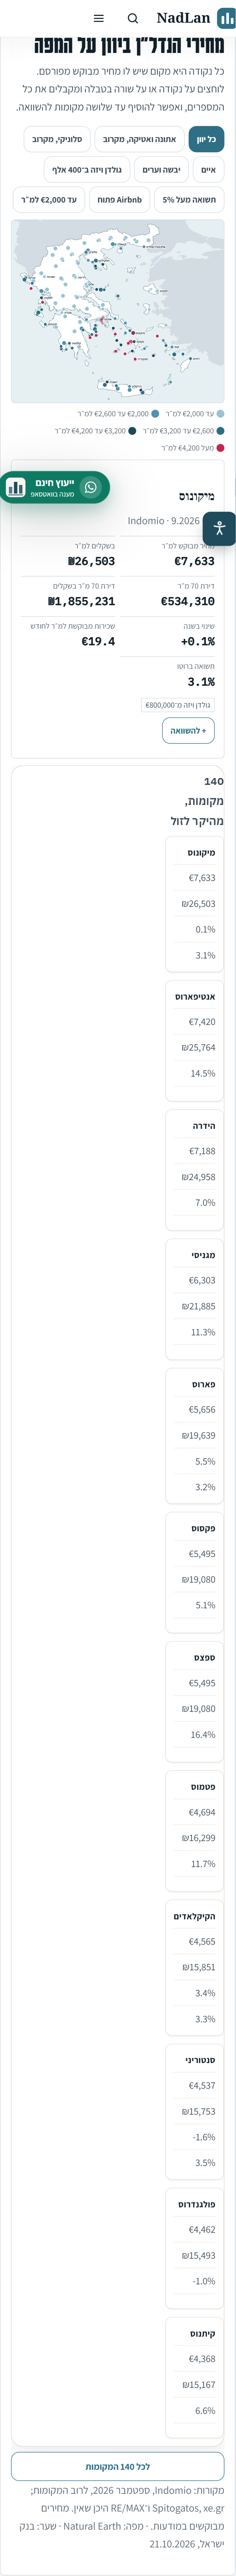 NadLan
מחירי הנדל״ן ביוון על המפה
כל נקודה היא מקום שיש לו מחיר מבוקש מפורסם.
לוחצים על נקודה או על שורה בטבלה ומקבלים את כל
המספרים, ואפשר להוסיף עד שלושה מקומות להשוואה.
כל יוון
אתונה ואטיקה, מקרוב
סלוניקי, מקרוב
איים
יבשה וערים
גולדן ויזה ב־400 אלף
תשואה מעל 5%
Airbnb פתוח
עד €2,000 למ״ר
עד €2,000 למ״ר
€2,000 עד €2,600 למ״ר
€2,600 עד €3,200 למ״ר
€3,200 עד €4,200 למ״ר
מעל €4,200 למ״ר
ייעוץ חינם
מענה בוואטסאפ
מיקונוס
Indomio · 9.2026
מחיר מבוקש למ״ר
€7,633
בשקלים למ״ר
₪26,503
דירת 70 מ״ר
€534,310
דירת 70 מ״ר בשקלים
₪1,855,231
שינוי בשנה
+0.1%
שכירות מבוקשת למ״ר לחודש
€19.4
תשואה ברוטו
3.1%
גולדן ויזה מ־€800,000
+ להשוואה
140
מקומות,
מהיקר לזול
מיקונוס
€7,633
₪26,503
0.1%
3.1%
אנטיפארוס
€7,420
₪25,764
14.5%
הידרה
€7,188
₪24,958
7.0%
מגניסי
€6,303
₪21,885
11.3%
פארוס
€5,656
₪19,639
5.5%
3.2%
פקסוס
€5,495
₪19,080
5.1%
ספצס
€5,495
₪19,080
16.4%
פטמוס
€4,694
₪16,299
11.7%
הקיקלאדים
€4,565
₪15,851
3.4%
3.3%
סנטוריני
€4,537
₪15,753
-1.6%
3.5%
פולגנדרוס
€4,462
₪15,493
-1.0%
קיתנוס
€4,368
₪15,167
6.6%
לכל 140 המקומות
מקורות: Indomio, ספטמבר 2026, לרוב המקומות;
Spitogatos, xe.gr ו־RE/MAX היכן שאין. מחירים
מבוקשים במודעות. · מפה: Natural Earth · שער: בנק
ישראל, 21.10.2026